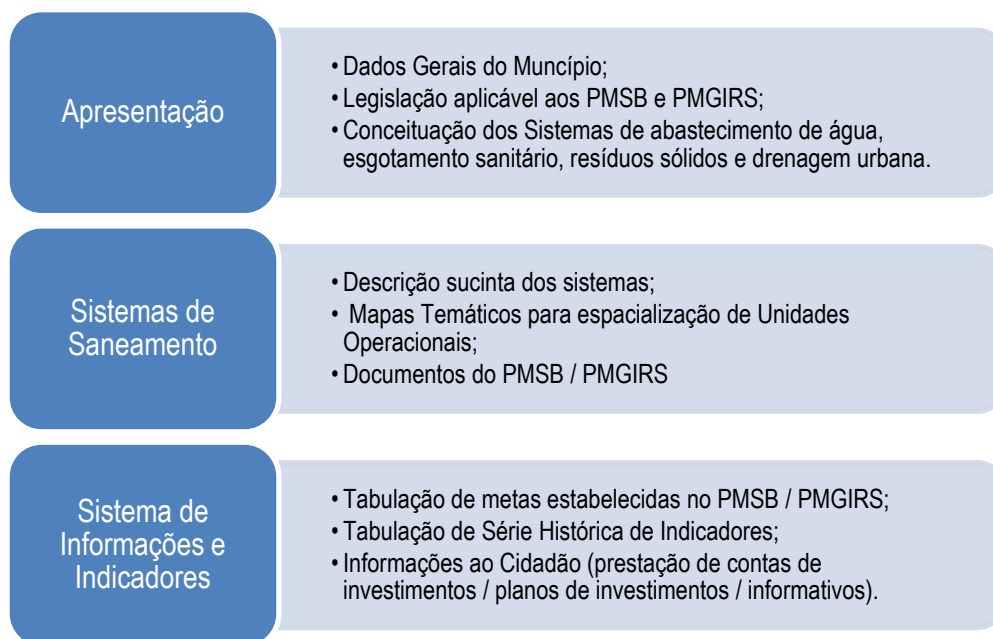 Apresentação
•Dados Gerais do Muncípio;
•Legislação aplicável aos PMSB e PMGIRS;
•Conceituação dos Sistemas de abastecimento de água,
esgotamento sanitário, resíduos sólidos e drenagem urbana.
Sistemas de
Saneamento
•Descrição sucinta dos sistemas;
• Mapas Temáticos para espacialização de Unidades
Operacionais;
•Documentos do PMSB / PMGIRS
Sistema de
Informações e
Indicadores
•Tabulação de metas estabelecidas no PMSB / PMGIRS;
•Tabulação de Série Histórica de Indicadores;
•Informações ao Cidadão (prestação de contas de
investimentos / planos de investimentos / informativos).